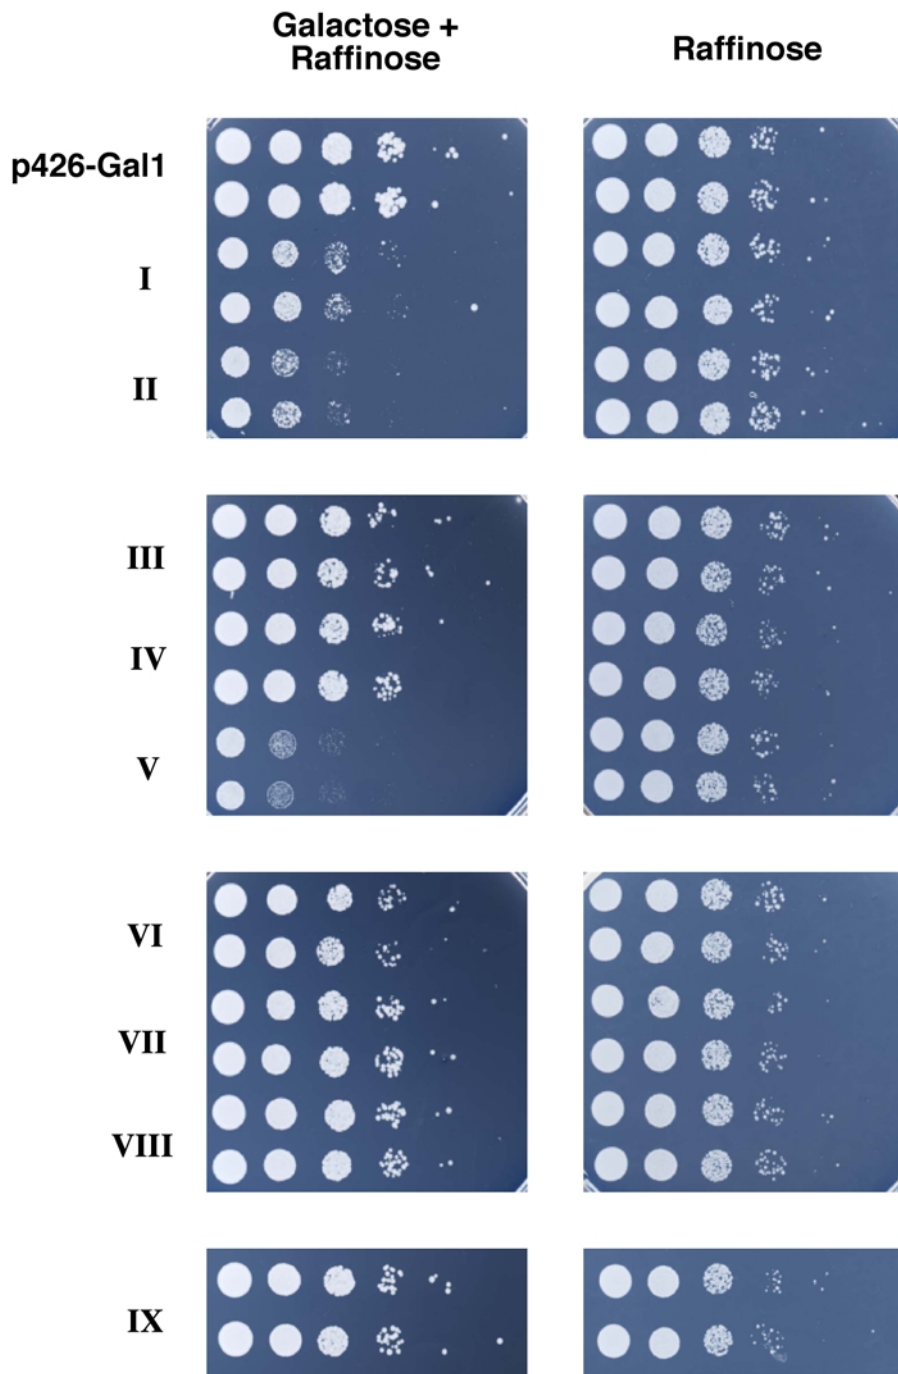 Galactose +
Raffinose
Raffinose
p426-Gal1
I
II
III
IV
V
VI
VII
VIII
IX